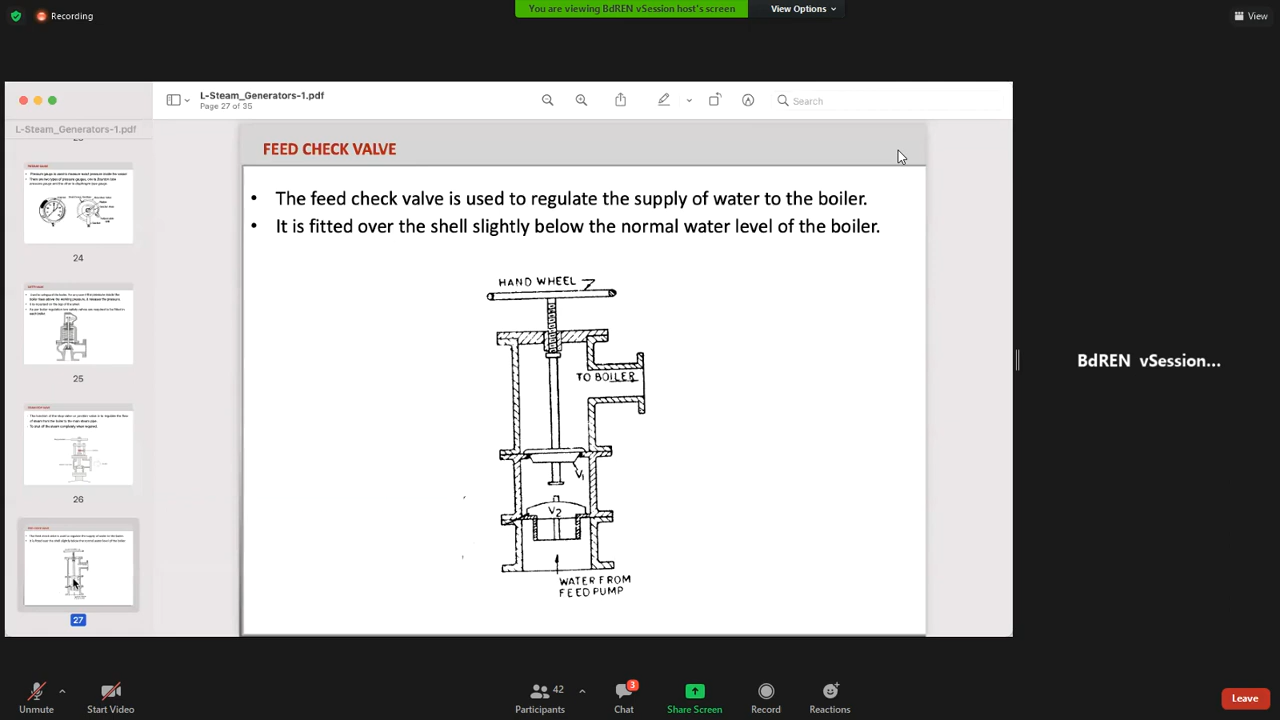 Recording
You are viewing BdREN vSession host's screen
View Options
View
L-Steam_Generators-1.pdf
Page 27 of 35
Search
L-Steam_Generators-1.pdf
24
25
26
27
FEED CHECK VALVE
• The feed check valve is used to regulate the supply of water to the boiler.
• It is fitted over the shell slightly below the normal water level of the boiler.
HAND WHEEL
TO BOILER
V1
V2
WATER FROM
FEED PUMP
BdREN vSession...
Unmute
Start Video
42
Participants
3
Chat
Share Screen
Record
Reactions
Leave